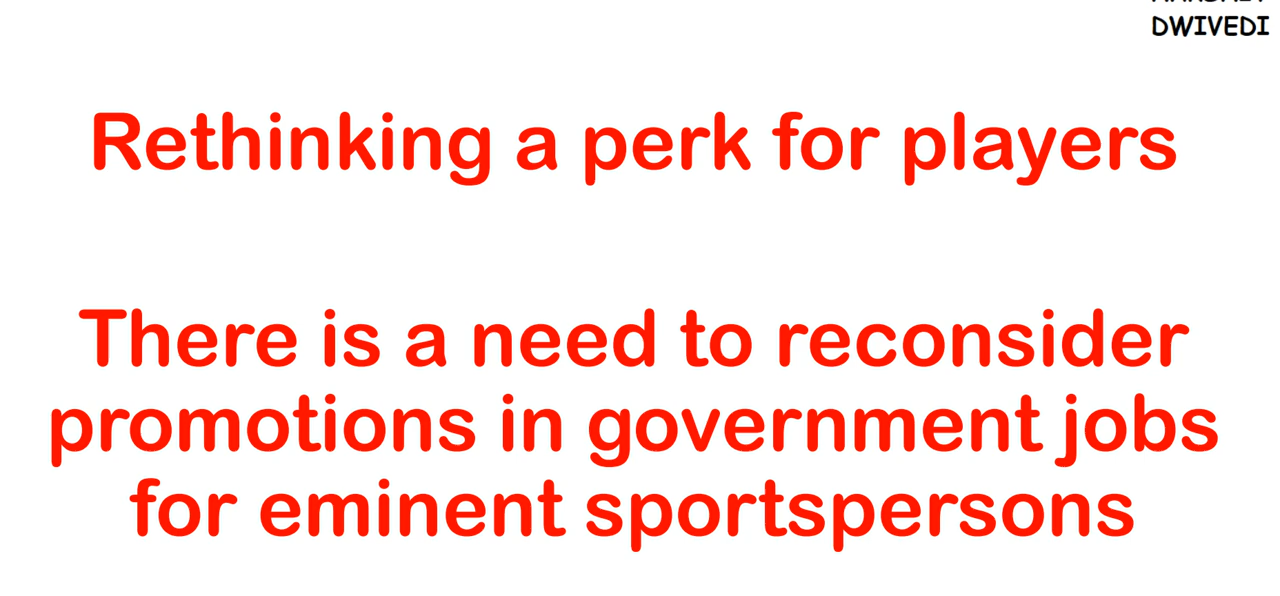 DWIVEDI
Rethinking a perk for players
There is a need to reconsider
promotions in government jobs
for eminent sportspersons